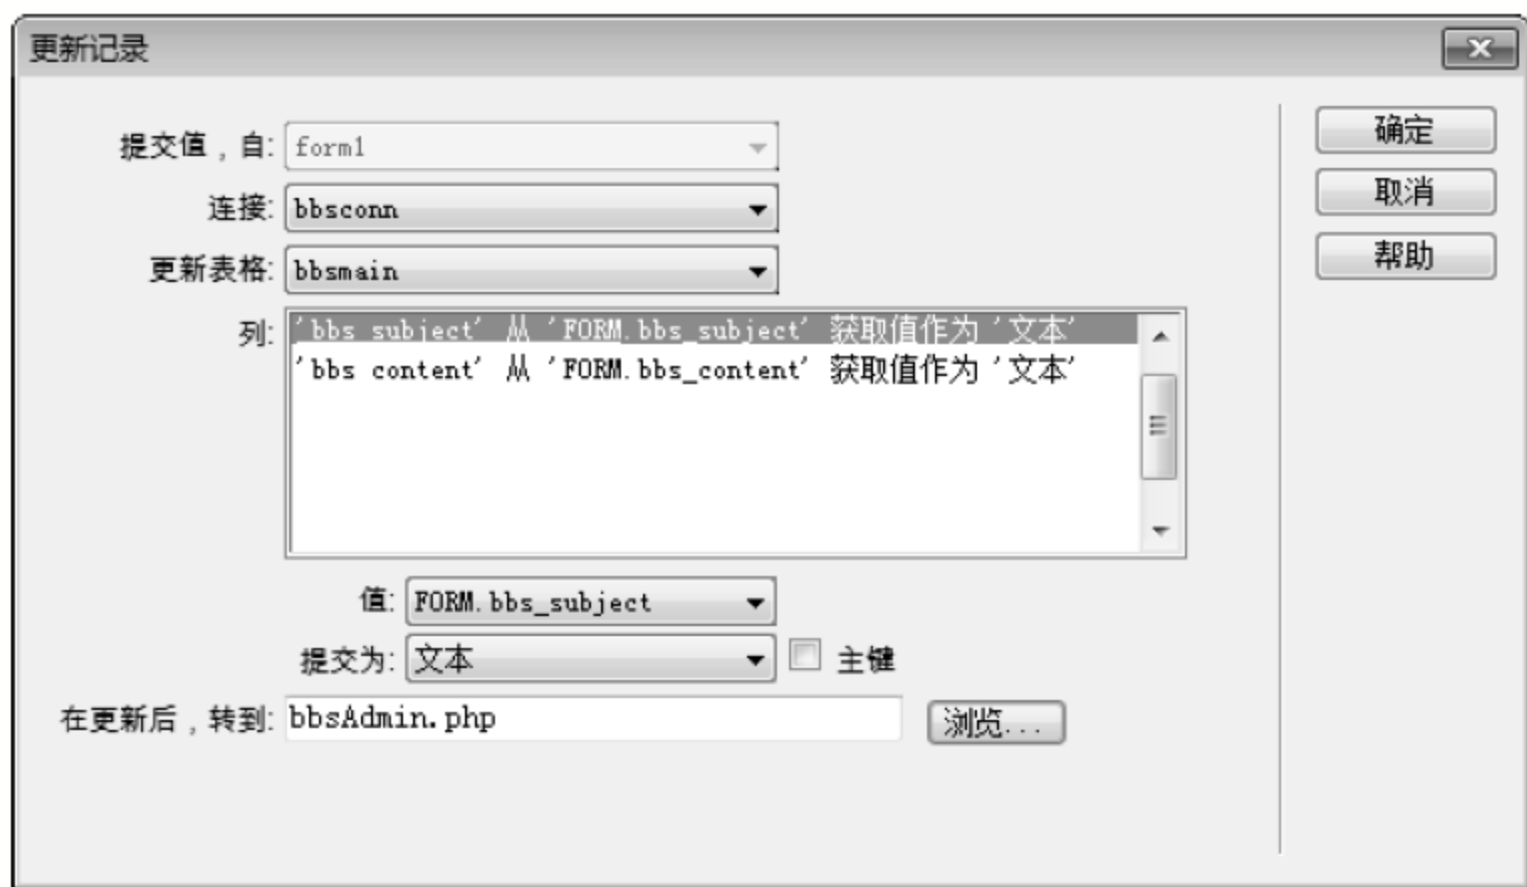 更新记录
提交值，自: form1
确定
连接: bbsconn
取消
更新表格: bbsmain
帮助
列: 'bbs_subject' 从 'FORM.bbs_subject' 获取值作为 '文本'
'bbs_content' 从 'FORM.bbs_content' 获取值作为 '文本'
值: FORM.bbs_subject
提交为: 文本 主键
在更新后，转到: bbsAdmin.php 浏览...